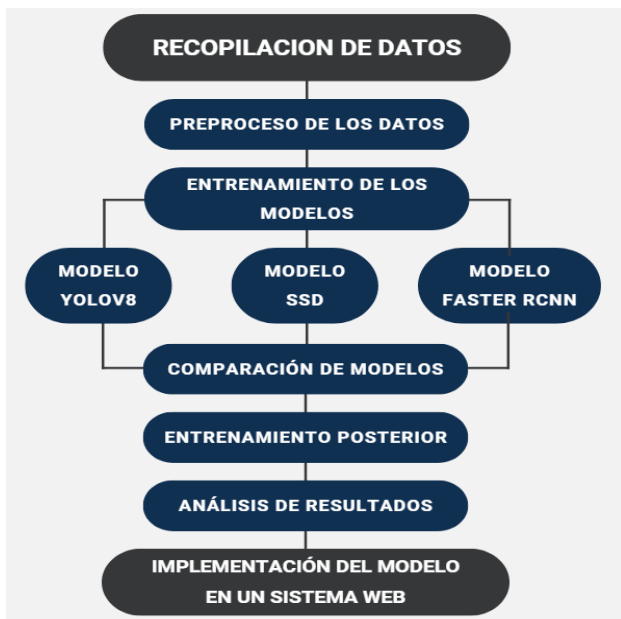 RECOPILACION DE DATOS
PREPROCESO DE LOS DATOS
ENTRENAMIENTO DE LOS
MODELOS
MODELO
YOLOV8
MODELO
SSD
MODELO
FASTER RCNN
COMPARACIÓN DE MODELOS
ENTRENAMIENTO POSTERIOR
ANÁLISIS DE RESULTADOS
IMPLEMENTACIÓN DEL MODELO
EN UN SISTEMA WEB